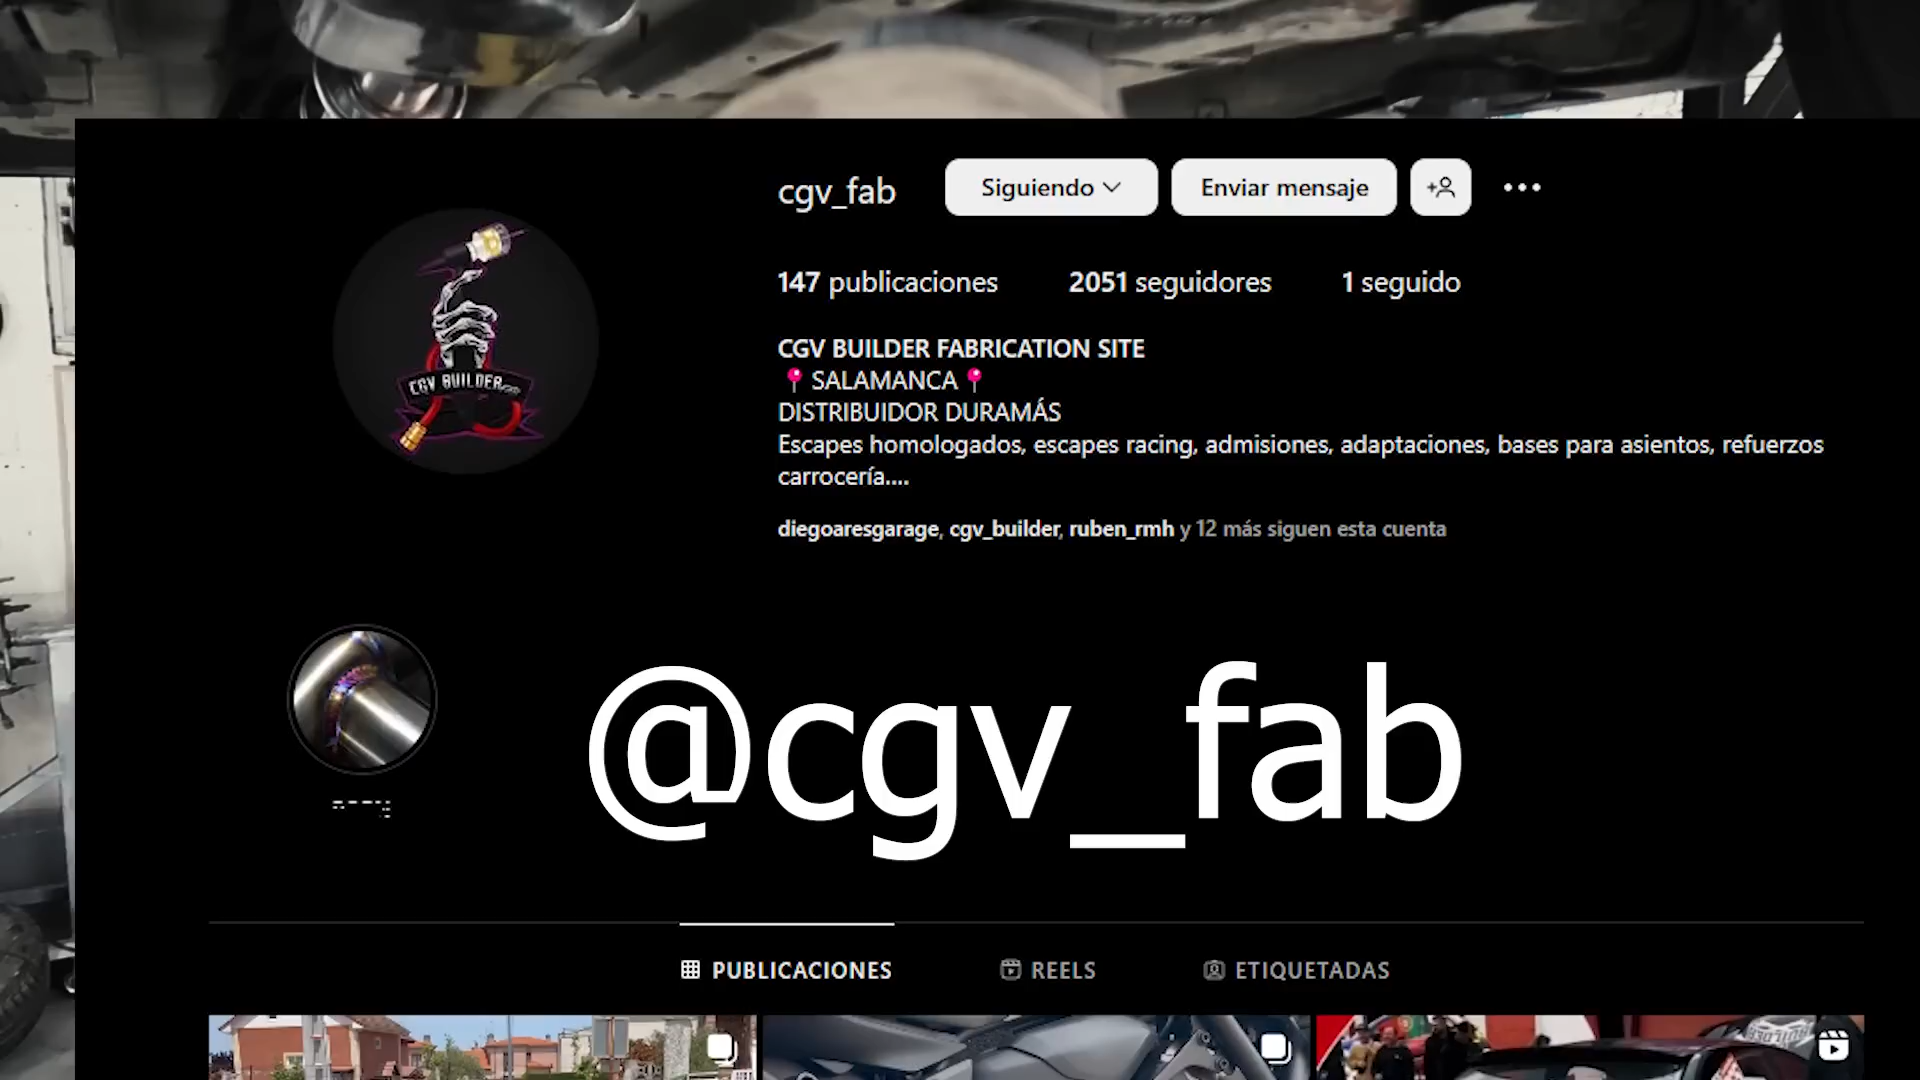 cgv_fab
Siguiendo
Enviar mensaje
147 publicaciones
2051 seguidores
1 seguido
CGV BUILDER FABRICATION SITE
SALAMANCA
DISTRIBUIDOR DURAMÁS
Escapes homologados, escapes racing, admisiones, adaptaciones, bases para asientos, refuerzos
carrocería....
diegoaresgarage, cgv_builder, ruben_rmh y 12 más siguen esta cuenta
CGV BUILDER
@cgv_fab
PUBLICACIONES
REELS
ETIQUETADAS